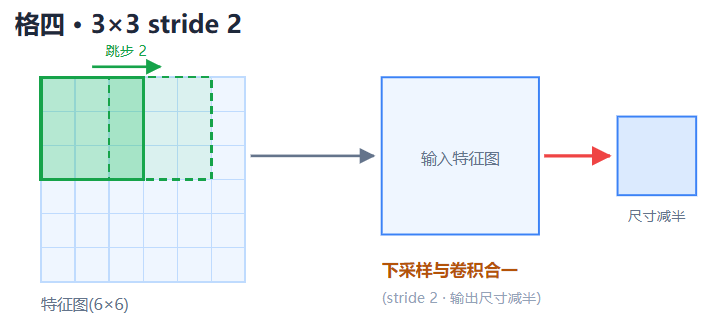 格四 · 3×3 stride 2
跳步 2
输入特征图
尺寸减半
下采样与卷积合一
(stride 2 · 输出尺寸减半)
特征图(6×6)